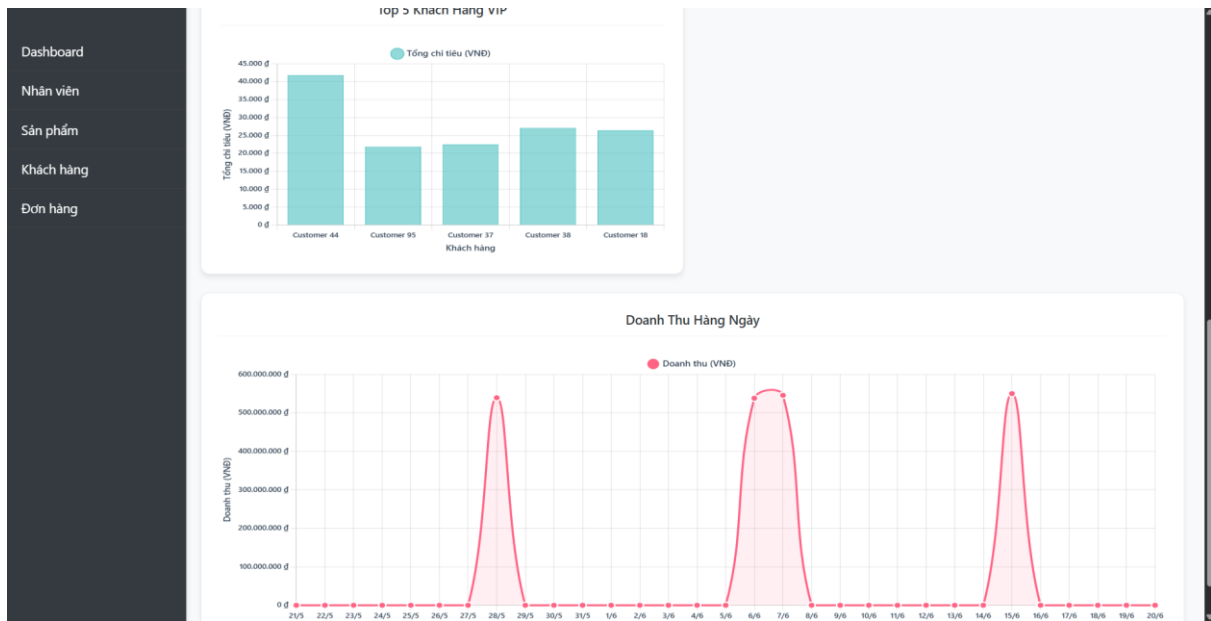 Top 5 Khách Hàng VIP
Dashboard
Nhân viên
Sản phẩm
Khách hàng
Đơn hàng
Tổng chi tiêu (VNĐ)
45.000 ₫
40.000 ₫
35.000 ₫
30.000 ₫
25.000 ₫
20.000 ₫
15.000 ₫
10.000 ₫
5.000 ₫
0 ₫
Tổng chi tiêu (VNĐ)
Customer 44 Customer 95 Customer 37 Customer 38 Customer 18
Khách hàng
Doanh Thu Hàng Ngày
Doanh thu (VNĐ)
600.000.000 ₫
500.000.000 ₫
400.000.000 ₫
300.000.000 ₫
200.000.000 ₫
100.000.000 ₫
0 ₫
Doanh thu (VNĐ)
21/5 22/5 23/5 24/5 25/5 26/5 27/5 28/5 29/5 30/5 31/5 1/6 2/6 3/6 4/6 5/6 6/6 7/6 8/6 9/6 10/6 11/6 12/6 13/6 14/6 15/6 16/6 17/6 18/6 19/6 20/6